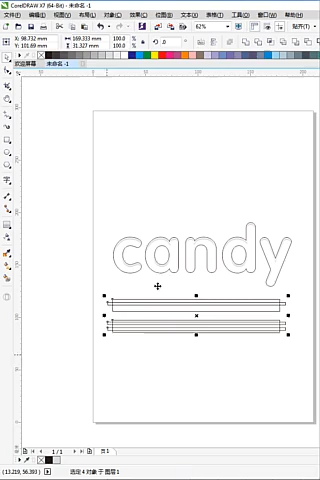 CorelDRAW X7 (64-Bit) - 未命名 -1
文件(F) 编辑(E) 视图(V) 布局(L) 对象(C) 效果(C) 位图(B) 文本(X) 表格(T) 工具(O) 窗口(W) 帮助(H)
62% 贴齐(T)
X: 98.732 mm 169.333 mm 100.0 %
Y: 101.69 mm 31.327 mm 100.0 %
欢迎屏幕 未命名 -1
字
candy
1 / 1 页 1
(13.219, 56.393) 选定 4 对象 于 图层 1